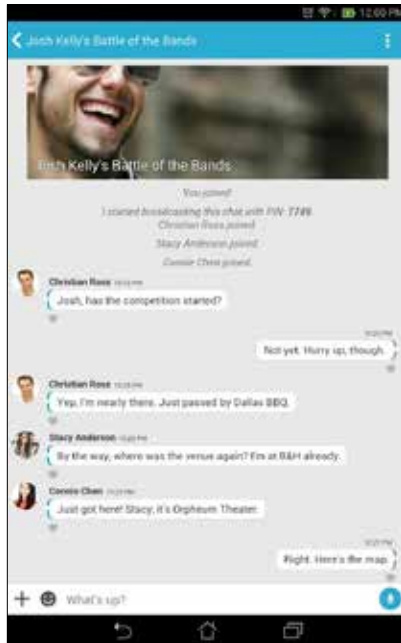 12:00 PM
Josh Kelly's Battle of the Bands
Josh Kelly's Battle of the Bands
You joined.
I started broadcasting this chat with PIN: 7746
Christian Ross joined.
Stacy Anderson joined.
Connie Chen joined.
Christian Ross
Josh, has the competition started?
Not yet. Hurry up, though.
Christian Ross
Yep, I'm nearly there. Just passed by Dallas BBQ.
Stacy Anderson
By the way, where was the venue again? I'm at B&H already.
Connie Chen
Just got here! Stacy, it's Orpheum Theater.
Right. Here's the map.
What's up?